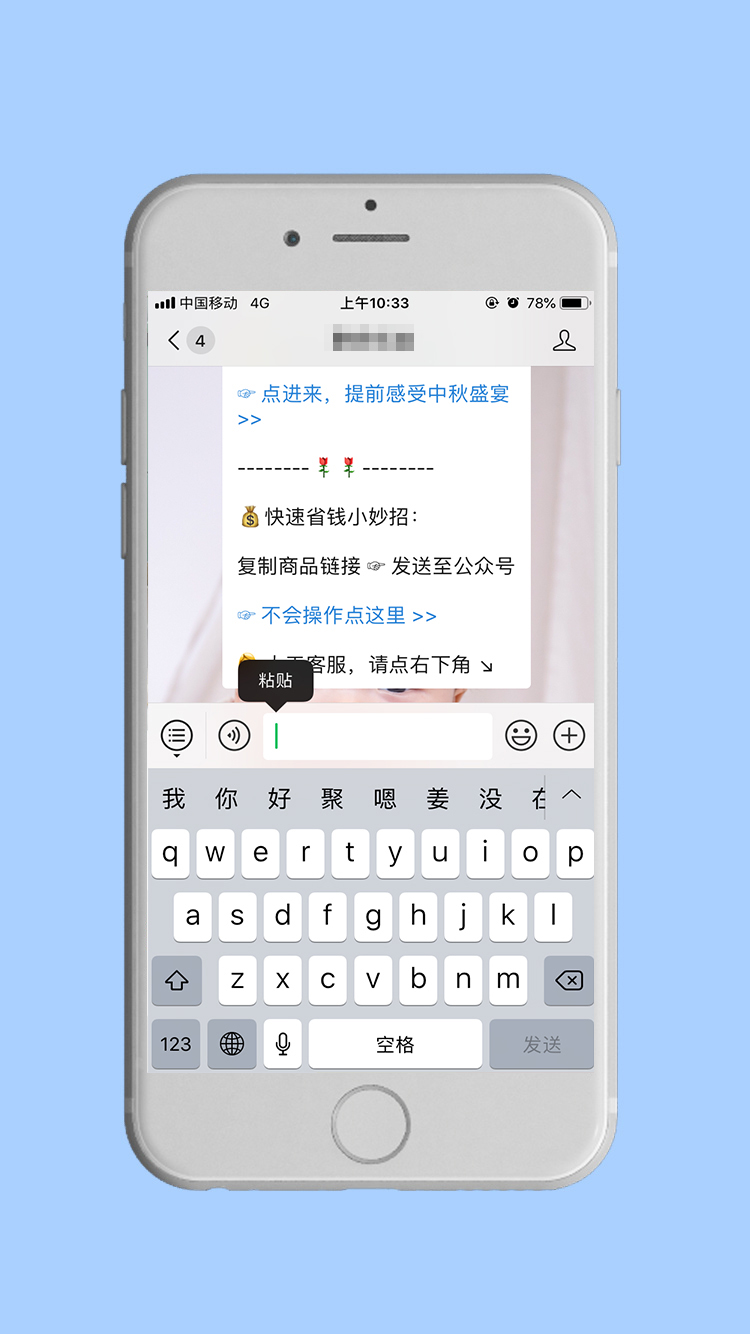 中国移动 4G 上午10:33 78%
4
☞ 点进来，提前感受中秋盛宴
>>
--------🌹🌹--------
💰快速省钱小妙招：
复制商品链接 ☞ 发送至公众号
☞ 不会操作点这里 >>
客服，请点右下角 ↘
粘贴
我 你 好 聚 嗯 姜 没 在
q w e r t y u i o p
a s d f g h j k l
z x c v b n m
123 空格 发送